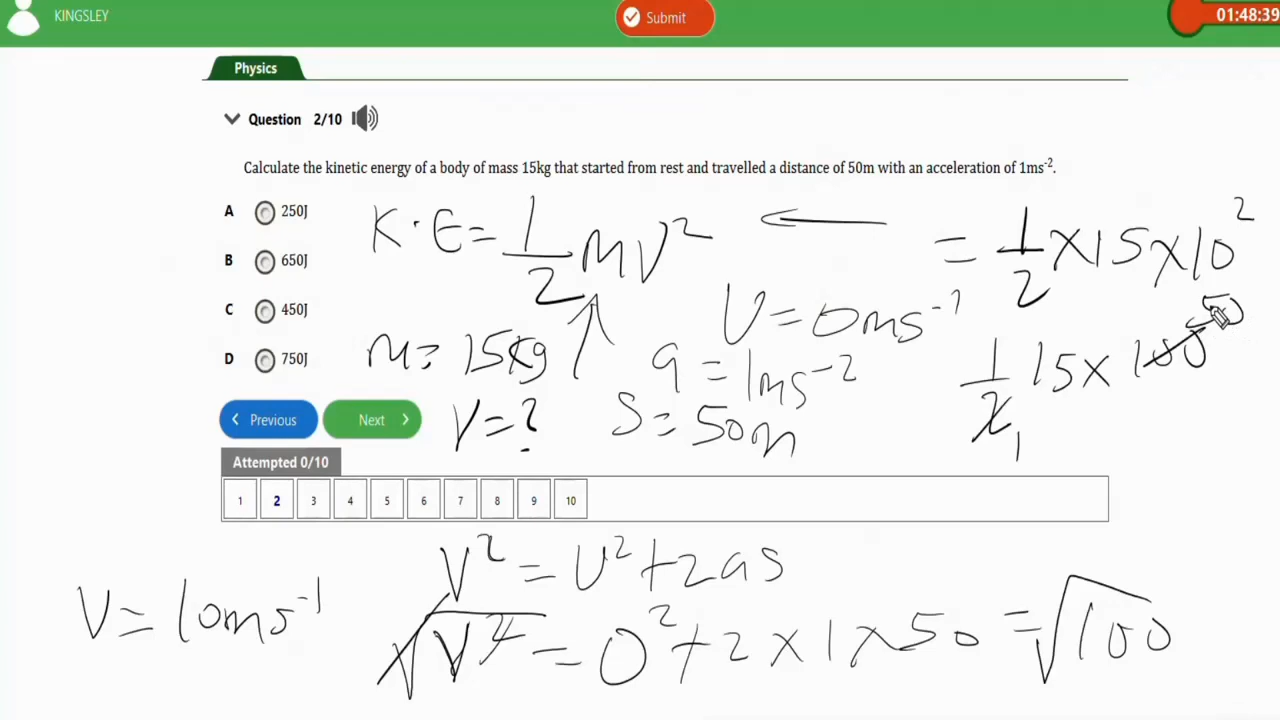 KINGSLEY
Submit
01:48:39
Physics
Question 2/10
Calculate the kinetic energy of a body of mass 15kg that started from rest and travelled a distance of 50m with an acceleration of 1ms⁻².
A 250J
B 650J
C 450J
D 750J
K.E = 1/2 mv²
= 1/2 × 15 × 10²
U = 0ms⁻¹
m = 15kg
a = 1ms⁻²
1/2 15 × 100 50
1
V = ?
S = 50m
Previous
Next
Attempted 0/10
1 2 3 4 5 6 7 8 9 10
V² = U² + 2as
V = 10ms⁻¹
√V² = 0² + 2 × 1 × 50 = √100